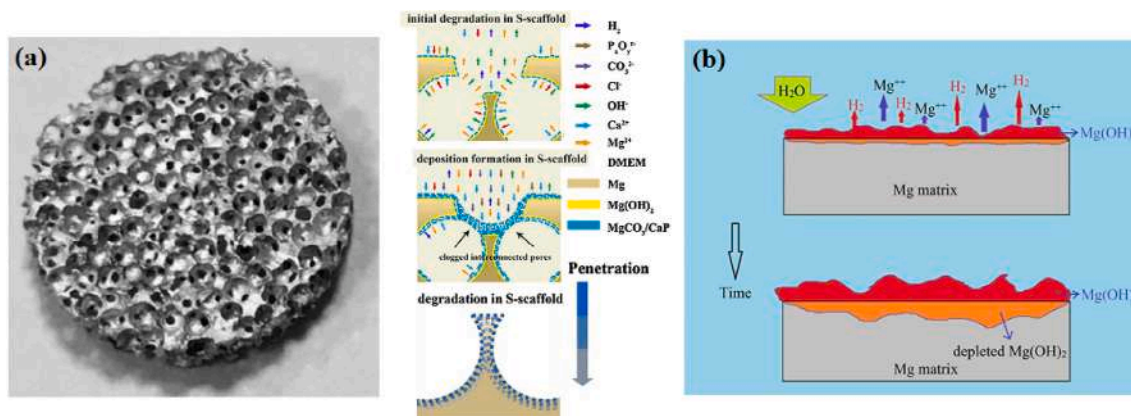 (a)
initial degradation in S-scaffold
deposition formation in S-scaffold
clogged interconnected pores
degradation in S-scaffold
H₂
PₓOᵧᶻ⁻
CO₃²⁻
Cl⁻
OH⁻
Ca²⁺
Mg²⁺
DMEM
Mg
Mg(OH)₂
MgCO₃/CaP
Penetration
(b)
H₂O
H₂
Mg⁺⁺
H₂
Mg⁺⁺
H₂
Mg⁺⁺
H₂
Mg⁺⁺
Mg(OH)
Mg matrix
Time
Mg(OH)
depleted Mg(OH)₂
Mg matrix